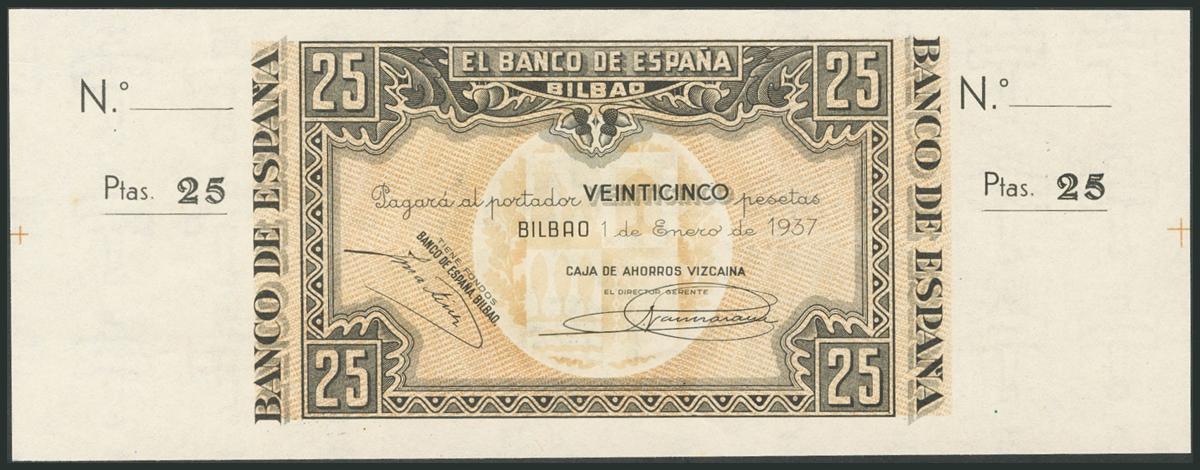 N.º
Ptas. 25
BANCO DE ESPAÑA
25
EL BANCO DE ESPAÑA
BILBAO
25
Pagará al portador VEINTICINCO pesetas
BILBAO 1 de Enero de 1937
TIENE FONDOS
BANCO DE ESPAÑA, BILBAO
CAJA DE AHORROS VIZCAINA
EL DIRECTOR GERENTE
25
25
BANCO DE ESPAÑA
N.º
Ptas. 25